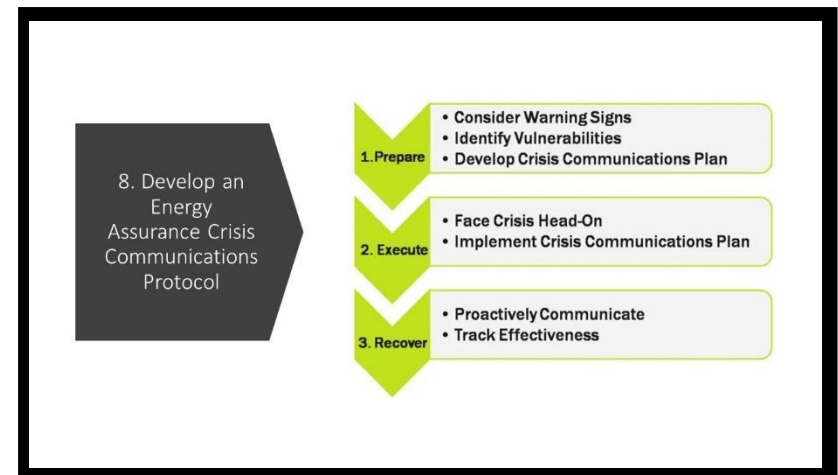 8. Develop an
Energy
Assurance Crisis
Communications
Protocol
1.Prepare
• Consider Warning Signs
• Identify Vulnerabilities
• Develop Crisis Communications Plan
2. Execute
• Face Crisis Head-On
• Implement Crisis Communications Plan
3. Recover
• Proactively Communicate
• Track Effectiveness